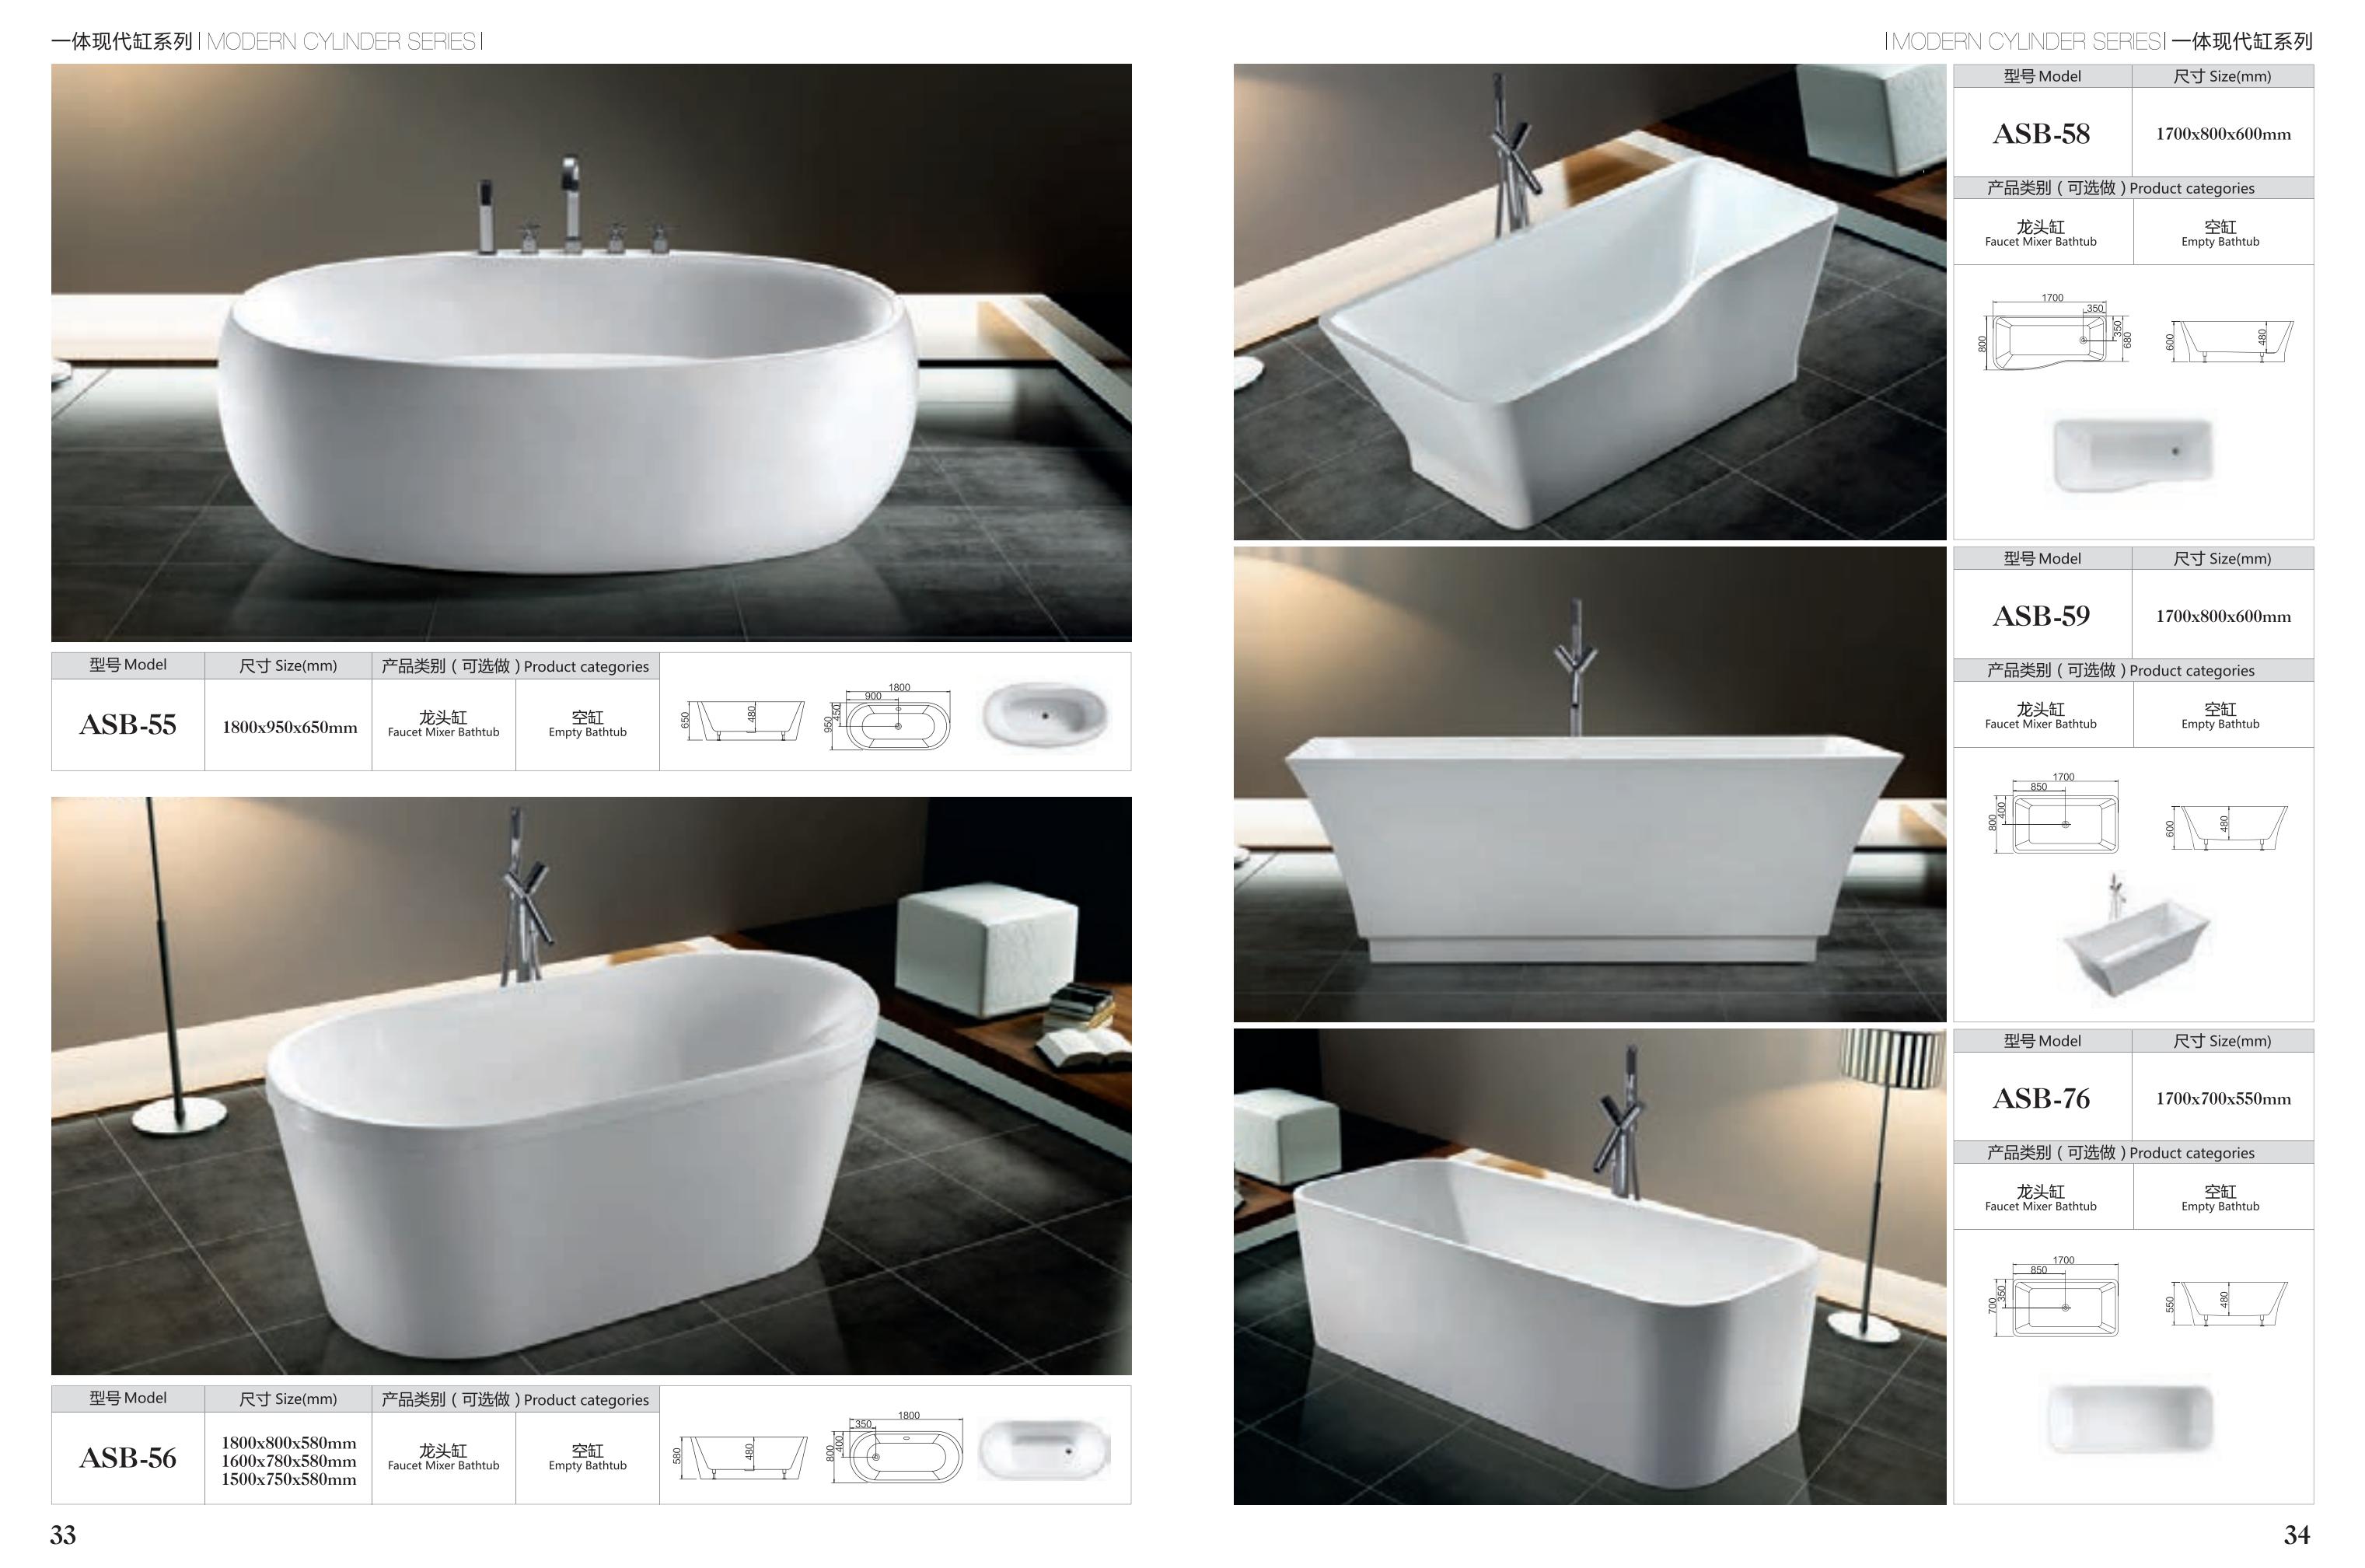 一体现代缸系列 | MODERN CYLINDER SERIES |
型号 Model
尺寸 Size(mm)
产品类别 ( 可选做 ) Product categories
ASB-55
1800x950x650mm
龙头缸
Faucet Mixer Bathtub
空缸
Empty Bathtub
650
480
1800
900
950
450
型号 Model
尺寸 Size(mm)
产品类别 ( 可选做 ) Product categories
ASB-56
1800x800x580mm
1600x780x580mm
1500x750x580mm
龙头缸
Faucet Mixer Bathtub
空缸
Empty Bathtub
580
480
1800
350
800
400
33
| MODERN CYLINDER SERIES | 一体现代缸系列
型号 Model
尺寸 Size(mm)
ASB-58
1700x800x600mm
产品类别 ( 可选做 ) Product categories
龙头缸
Faucet Mixer Bathtub
空缸
Empty Bathtub
1700
350
800
350
680
600
480
型号 Model
尺寸 Size(mm)
ASB-59
1700x800x600mm
产品类别 ( 可选做 ) Product categories
龙头缸
Faucet Mixer Bathtub
空缸
Empty Bathtub
1700
850
800
400
600
480
型号 Model
尺寸 Size(mm)
ASB-76
1700x700x550mm
产品类别 ( 可选做 ) Product categories
龙头缸
Faucet Mixer Bathtub
空缸
Empty Bathtub
1700
850
700
350
550
480
34